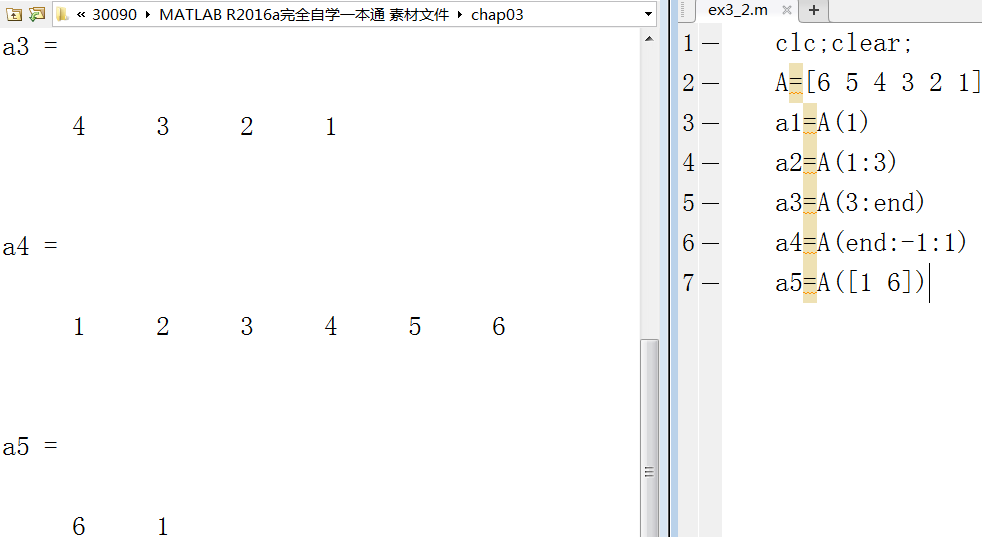 « 30090 MATLAB R2016a完全自学一本通 素材文件 chap03
a3 =
4 3 2 1
a4 =
1 2 3 4 5 6
a5 =
6 1
ex3_2.m
1 — clc;clear;
2 — A=[6 5 4 3 2 1]
3 — a1=A(1)
4 — a2=A(1:3)
5 — a3=A(3:end)
6 — a4=A(end:-1:1)
7 — a5=A([1 6])